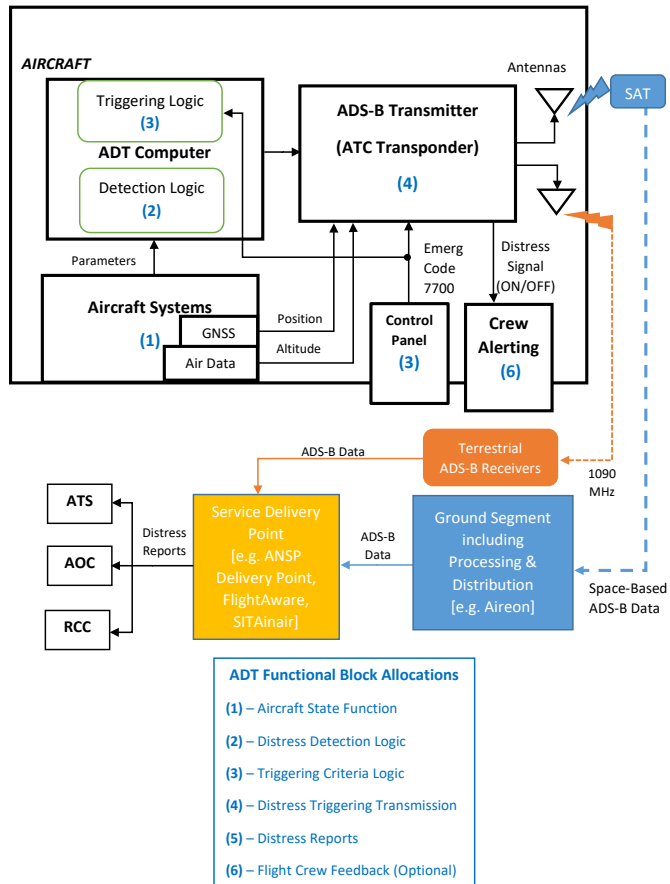 AIRCRAFT
Triggering Logic
(3)
ADT Computer
Detection Logic
(2)
ADS-B Transmitter
(ATC Transponder)
(4)
Antennas
SAT
Parameters
Aircraft Systems
(1)
GNSS
Air Data
Position
Altitude
Emerg
Code
7700
Distress
Signal
(ON/OFF)
Control
Panel
(3)
Crew
Alerting
(6)
Terrestrial
ADS-B Receivers
ADS-B Data
1090
MHz
ATS
AOC
RCC
Distress
Reports
Service Delivery
Point
[e.g. ANSP
Delivery Point,
FlightAware,
SITAinair]
ADS-B
Data
Ground Segment
including
Processing &
Distribution
[e.g. Aireon]
Space-Based
ADS-B Data
ADT Functional Block Allocations
(1) – Aircraft State Function
(2) – Distress Detection Logic
(3) – Triggering Criteria Logic
(4) – Distress Triggering Transmission
(5) – Distress Reports
(6) – Flight Crew Feedback (Optional)